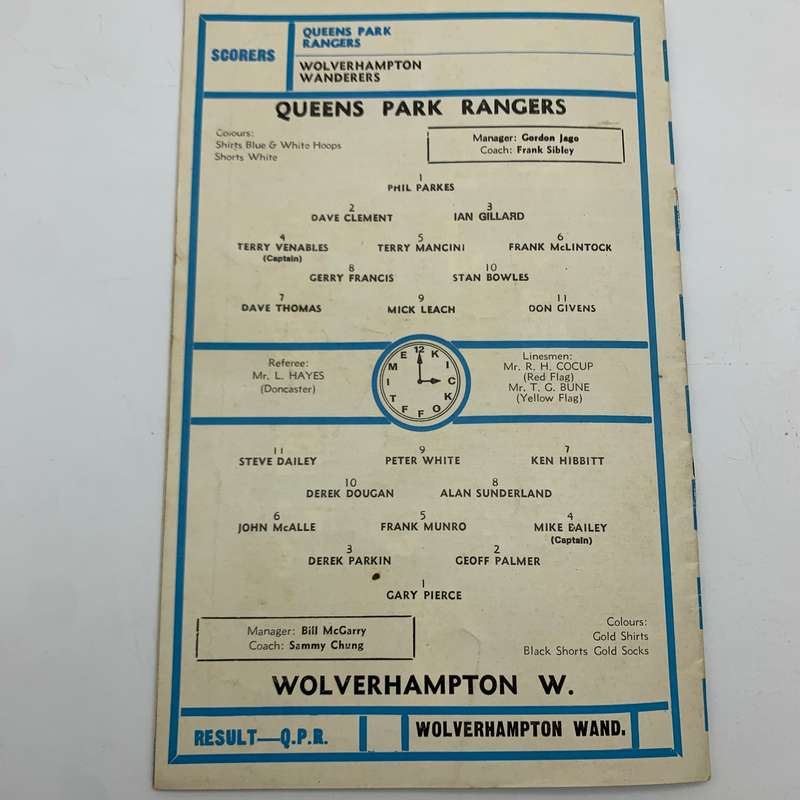 SCORERS
QUEENS PARK
RANGERS
WOLVERHAMPTON
WANDERERS
QUEENS PARK RANGERS
Colours:
Shirts Blue & White Hoops
Shorts White
Manager: Gordon Jago
Coach: Frank Sibley
1
PHIL PARKES
2 3
DAVE CLEMENT IAN GILLARD
4 5 6
TERRY VENABLES TERRY MANCINI FRANK McLINTOCK
(Captain)
8 10
GERRY FRANCIS STAN BOWLES
7 9 11
DAVE THOMAS MICK LEACH DON GIVENS
Referee:
Mr. L. HAYES
(Doncaster)
12
KICK OFF TIME
Linesmen:
Mr. R. H. COCUP
(Red Flag)
Mr. T. G. BUNE
(Yellow Flag)
11 9 7
STEVE DAILEY PETER WHITE KEN HIBBITT
10 8
DEREK DOUGAN ALAN SUNDERLAND
6 5 4
JOHN McALLE FRANK MUNRO MIKE BAILEY
(Captain)
3 2
DEREK PARKIN GEOFF PALMER
1
GARY PIERCE
Manager: Bill McGarry
Coach: Sammy Chung
Colours:
Gold Shirts
Black Shorts Gold Socks
WOLVERHAMPTON W.
RESULT—Q.P.R. WOLVERHAMPTON WAND.